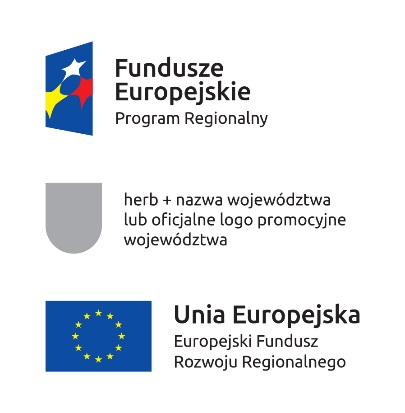 Fundusze
Europejskie
Program Regionalny
herb + nazwa województwa
lub oficjalne logo promocyjne
województwa
Unia Europejska
Europejski Fundusz
Rozwoju Regionalnego